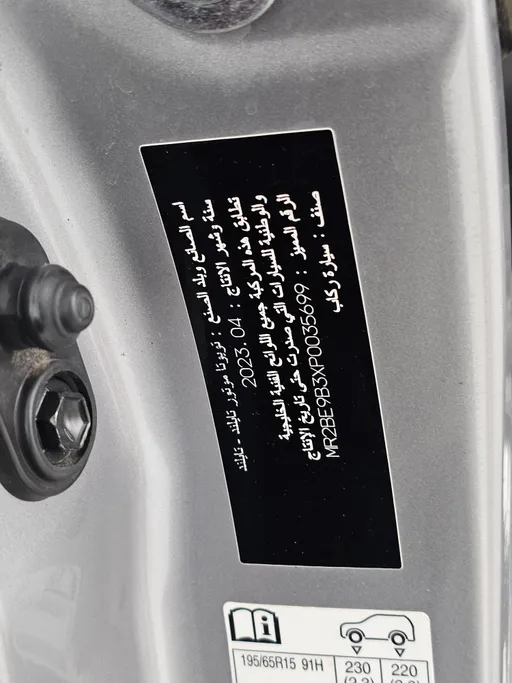 اسم الصانع وبلد الصنع : تويوتا موتور تايلند - تايلند
سنة وشهر الانتاج : 2023.04
تطابق هذه المركبة جميع اللوائح الفنية الخليجية
والوطنية للسيارات التي صدرت حتى تاريخ الإنتاج
الرقم المميز : MR2BE9B3XP0035699
صنف : سيارة ركاب
195/65R15 91H 230 220